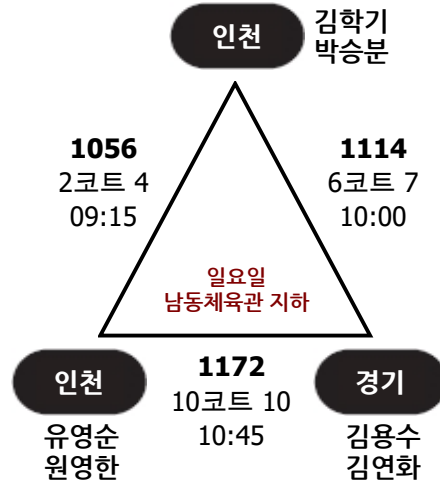 인천
김학기
박승분
1056
2코트 4
09:15
1114
6코트 7
10:00
일요일
남동체육관 지하
인천
유영순
원영한
1172
10코트 10
10:45
경기
김용수
김연화